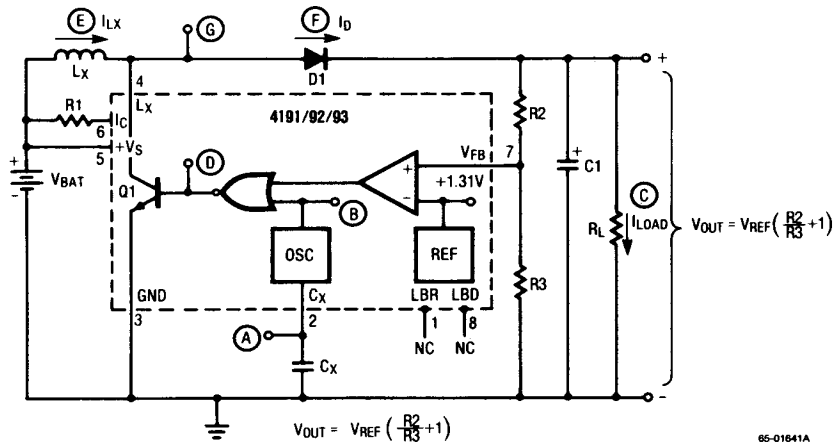 E I_LX
G
F I_D
L_X
4
D1
+
L_X
4191/92/93
R1
I_C
6
+V_S
5
R2
V_FB
7
+
V_BAT
-
D
Q1
+
+1.31V
-
B
+
C1
C
R_L
I_LOAD
V_OUT = V_REF(R2/R3+1)
OSC
REF
R3
GND
C_X
LBR
LBD
3
2
1
8
A
NC
NC
C_X
-
V_OUT = V_REF(R2/R3+1)
65-01641A